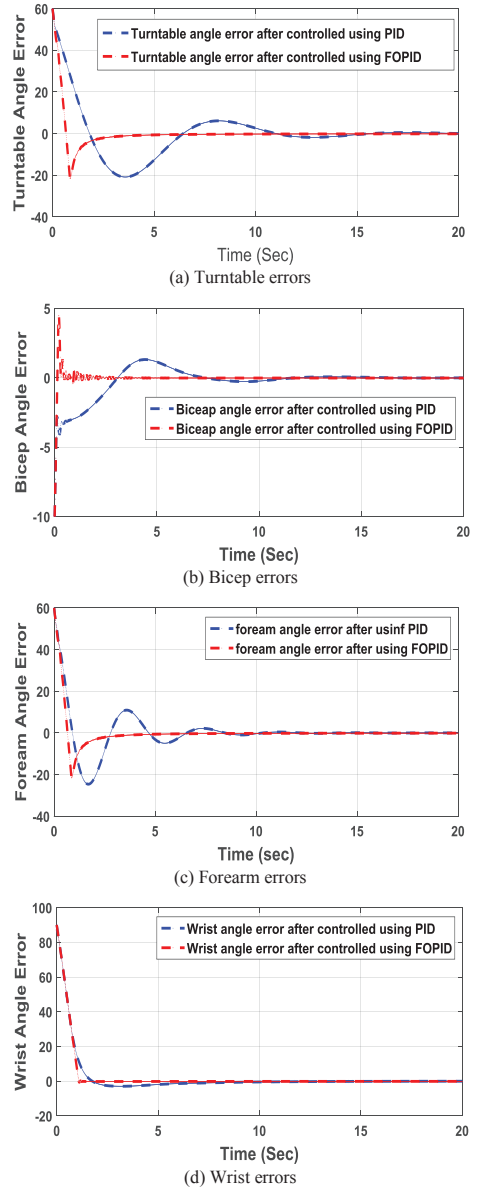 60
40
20
0
-20
-40
Turntable Angle Error
Turntable angle error after controlled using PID
Turntable angle error after controlled using FOPID
0 5 10 15 20
Time (Sec)
(a) Turntable errors
5
0
-5
-10
Bicep Angle Error
Biceap angle error after controlled using PID
Biceap angle error after controlled using FOPID
0 5 10 15 20
Time (Sec)
(b) Bicep errors
60
40
20
0
-20
-40
Foream Angle Error
foream angle error after usinf PID
foream angle error after using FOPID
0 5 10 15 20
Time (sec)
(c) Forearm errors
100
80
60
40
20
0
-20
Wrist Angle Error
Wrist angle error after controlled using PID
Wrist angle error after controlled using FOPID
0 5 10 15 20
Time (Sec)
(d) Wrist errors